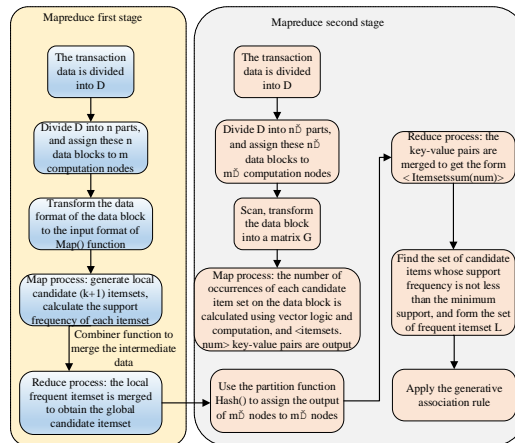 Mapreduce first stage
The transaction
data is divided
into D
Divide D into n parts,
and assign these n
data blocks to m
computation nodes
Transform the data
format of the data block
to the input format of
Map() function
Map process: generate local
candidate (k+1) itemsets,
calculate the support
frequency of each itemset
Combiner function to
merge the intermediate
data
Reduce process: the local
frequent itemset is merged
to obtain the global
candidate itemset
Mapreduce second stage
The transaction
data is divided
into D
Divide D into nĎ parts,
and assign these nĎ
data blocks to
mĎ computation nodes
Scan, transform
the data block
into a matrix G
Map process: the number of
occurrences of each candidate
item set on the data block is
calculated using vector logic and
computation, and <itemsets.
num> key-value pairs are output
Use the partition function
Hash() to assign the output
of mĎ nodes to mĎ nodes
Reduce process: the
key-value pairs are
merged to get the form
< Itemsetssum(num)>
Find the set of candidate
items whose support
frequency is not less
than the minimum
support, and form the set
of frequent itemset L
Apply the generative
association rule